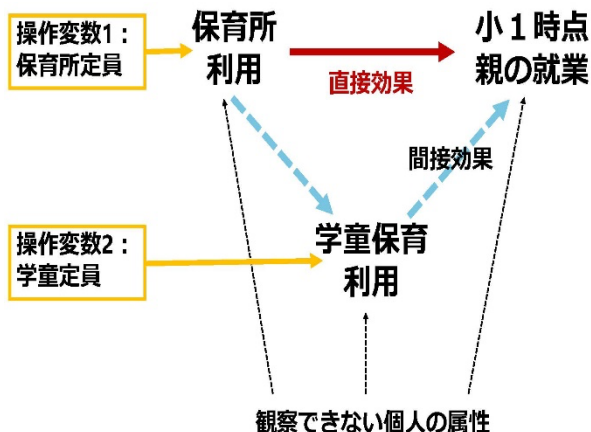 操作変数1：
保育所定員
保育所
利用
直接効果
小１時点
親の就業
間接効果
操作変数2：
学童定員
学童保育
利用
観察できない個人の属性